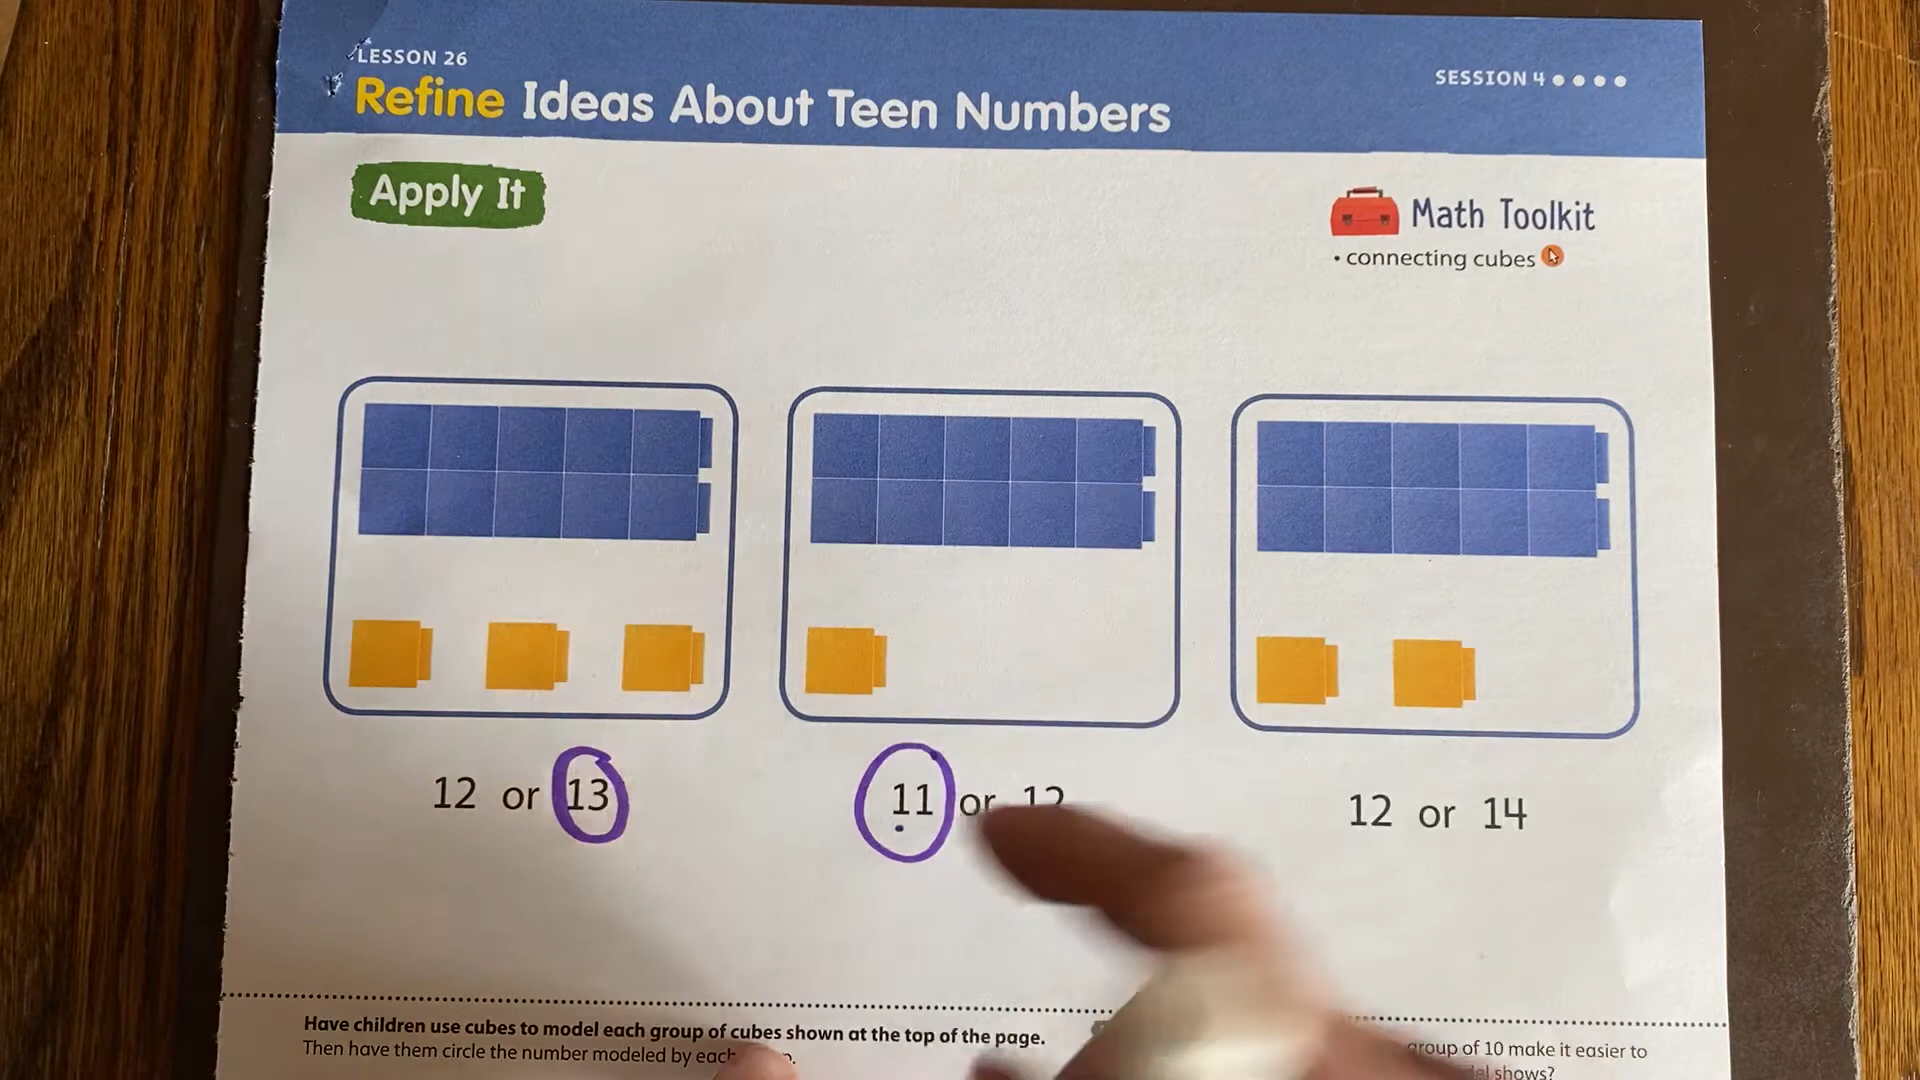 LESSON 26
Refine Ideas About Teen Numbers
SESSION 4
Apply It
Math Toolkit
• connecting cubes
12 or 13
11 or 12
12 or 14
Have children use cubes to model each group of cubes shown at the top of the page.
Then have them circle the number modeled by each
group of 10 make it easier to
shows?